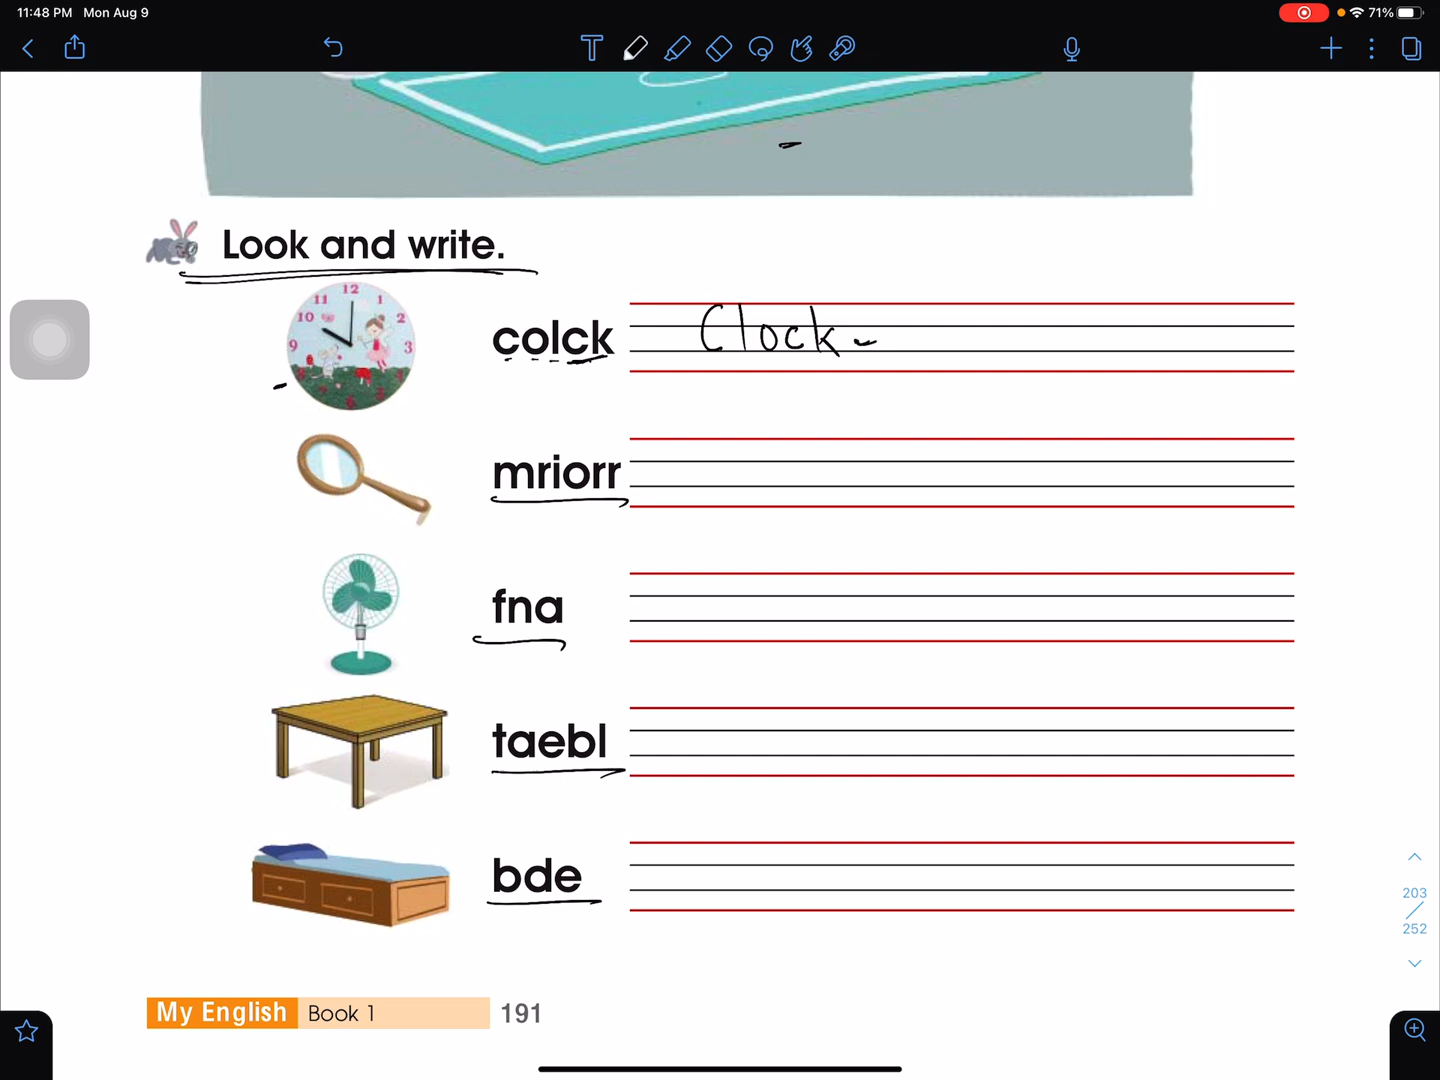 11:48 PM Mon Aug 9
71%
T
Look and write.
12
11 1
10 2
9 3
colck Clock
mriorr
fna
taebl
bde
203
252
My English Book 1 191